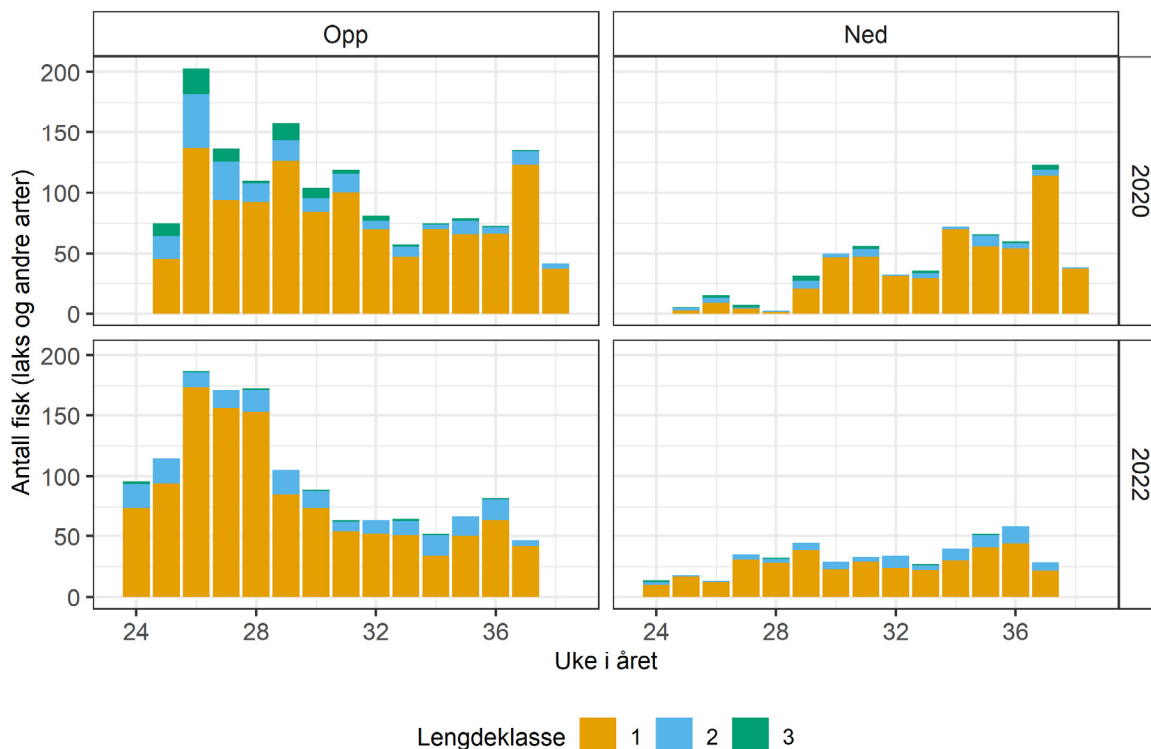 Opp
Ned
Antall fisk (laks og andre arter)
200
150
100
50
0
2020
200
150
100
50
0
2022
24 28 32 36 24 28 32 36
Uke i året
Lengdeklasse 1 2 3